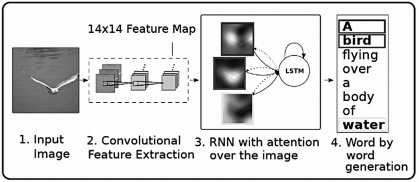 14x14 Feature Map
LSTM
A
bird
flying
over
a
body
of
water
1. Input
Image
2. Convolutional
Feature Extraction
3. RNN with attention
over the image
4. Word by
word
generation